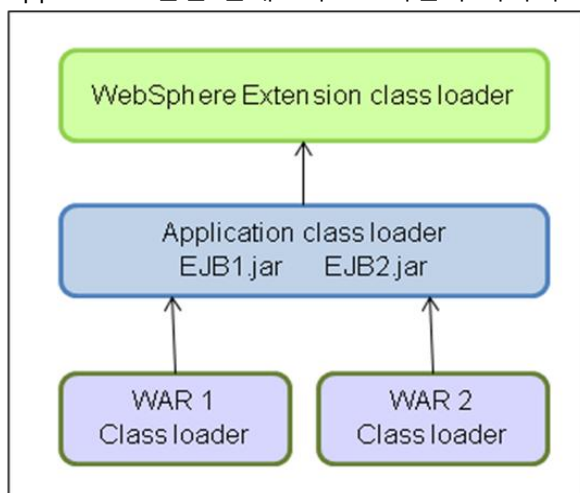 WebSphere Extension class loader
Application class loader
EJB1.jar EJB2.jar
WAR 1
Class loader
WAR 2
Class loader